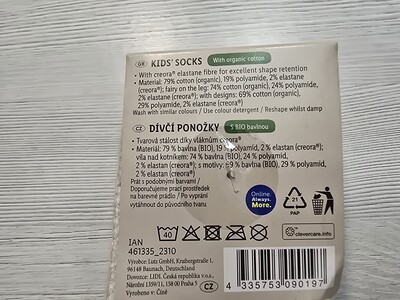 GB KIDS' SOCKS With organic cotton
• With creora® elastane fibre for excellent shape retention
• Material: 79% cotton (organic), 19% polyamide, 2% elastane
(creora®); fairy on the leg: 74% cotton (organic), 24% polyamide,
2% elastane (creora®); with designs: 69% cotton (organic),
29% polyamide, 2% elastane (creora®)
Wash with similar colours / Use colour detergent / Reshape whilst damp
CZ DÍVČÍ PONOŽKY S BIO bavlnou
• Tvarová stálost díky vláknům creora®
• Material: 79 % bavlna (BIO), 19 % polyamid, 2 % elastan (creora®);
víla nad kotníkem: 74 % bavlna (BIO), 24 % polyamid,
2 % elastan (creora®); s motivy: 69 % bavlna (BIO), 29 % polyamid,
2 % elastan (creora®)
Prát s podobnými barvami /
Doporučujeme prací prostředek
na barevné prádlo / Po vyprání
vytáhnout do původního tvaru.
Online.
Always.
More.
21
PAP
40
clevercare.info
IAN
461335_2310
Výrobce: Lutz GmbH, Krubergstraße 1,
96148 Baunach, Deutschland
Dovozce: LIDL Česká republika v.o.s.,
Nárožní 1359/11, 158 00 Praha 5
Vyrobeno v: Číně
CZ
4 335753 090197